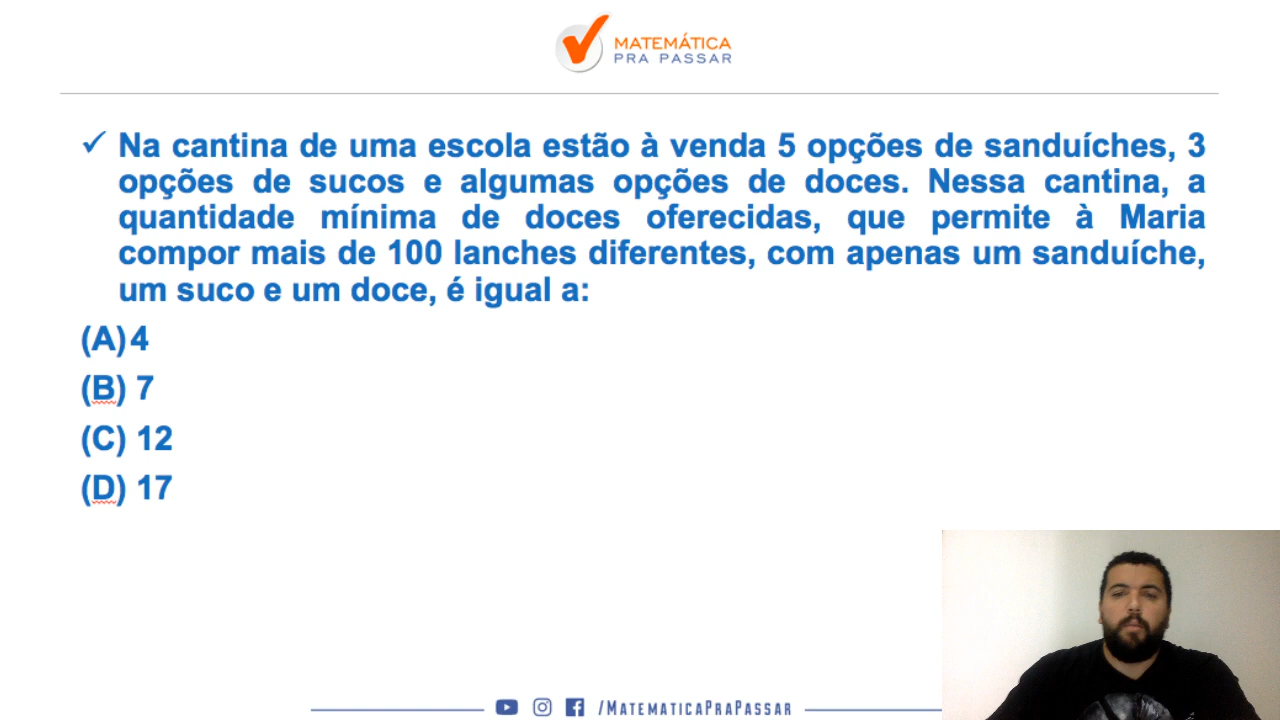 MATEMÁTICA
PRA PASSAR
✓ Na cantina de uma escola estão à venda 5 opções de sanduíches, 3
opções de sucos e algumas opções de doces. Nessa cantina, a
quantidade mínima de doces oferecidas, que permite à Maria
compor mais de 100 lanches diferentes, com apenas um sanduíche,
um suco e um doce, é igual a:
(A) 4
(B) 7
(C) 12
(D) 17
/MatematicaPraPassar